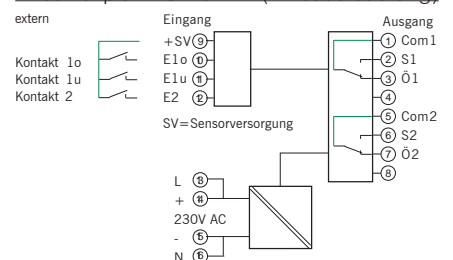 extern
Eingang
Ausgang
+SV 9
E1o 10
E1u 11
E2 12
Kontakt 1o
Kontakt 1u
Kontakt 2
SV=Sensorversorgung
1 Com1
2 S1
3 Ö1
4
5 Com2
6 S2
7 Ö2
8
L 13
+ 14
230V AC
- 15
N 16